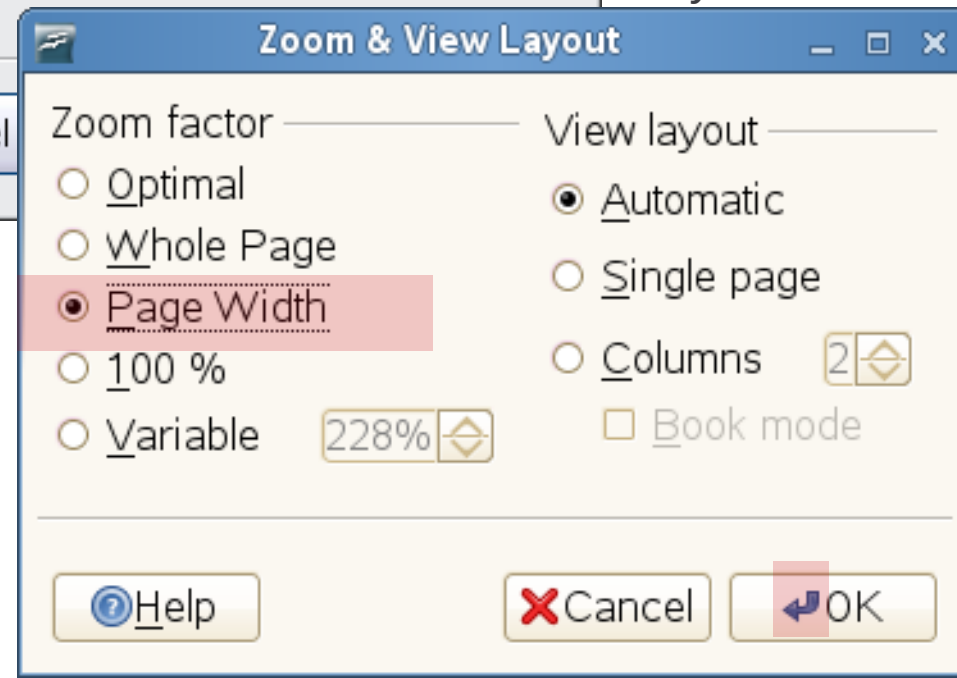 Zoom & View Layout
Zoom factor
Optimal
Whole Page
Page Width
100 %
Variable 228%
View layout
Automatic
Single page
Columns 2
Book mode
Help
Cancel
OK